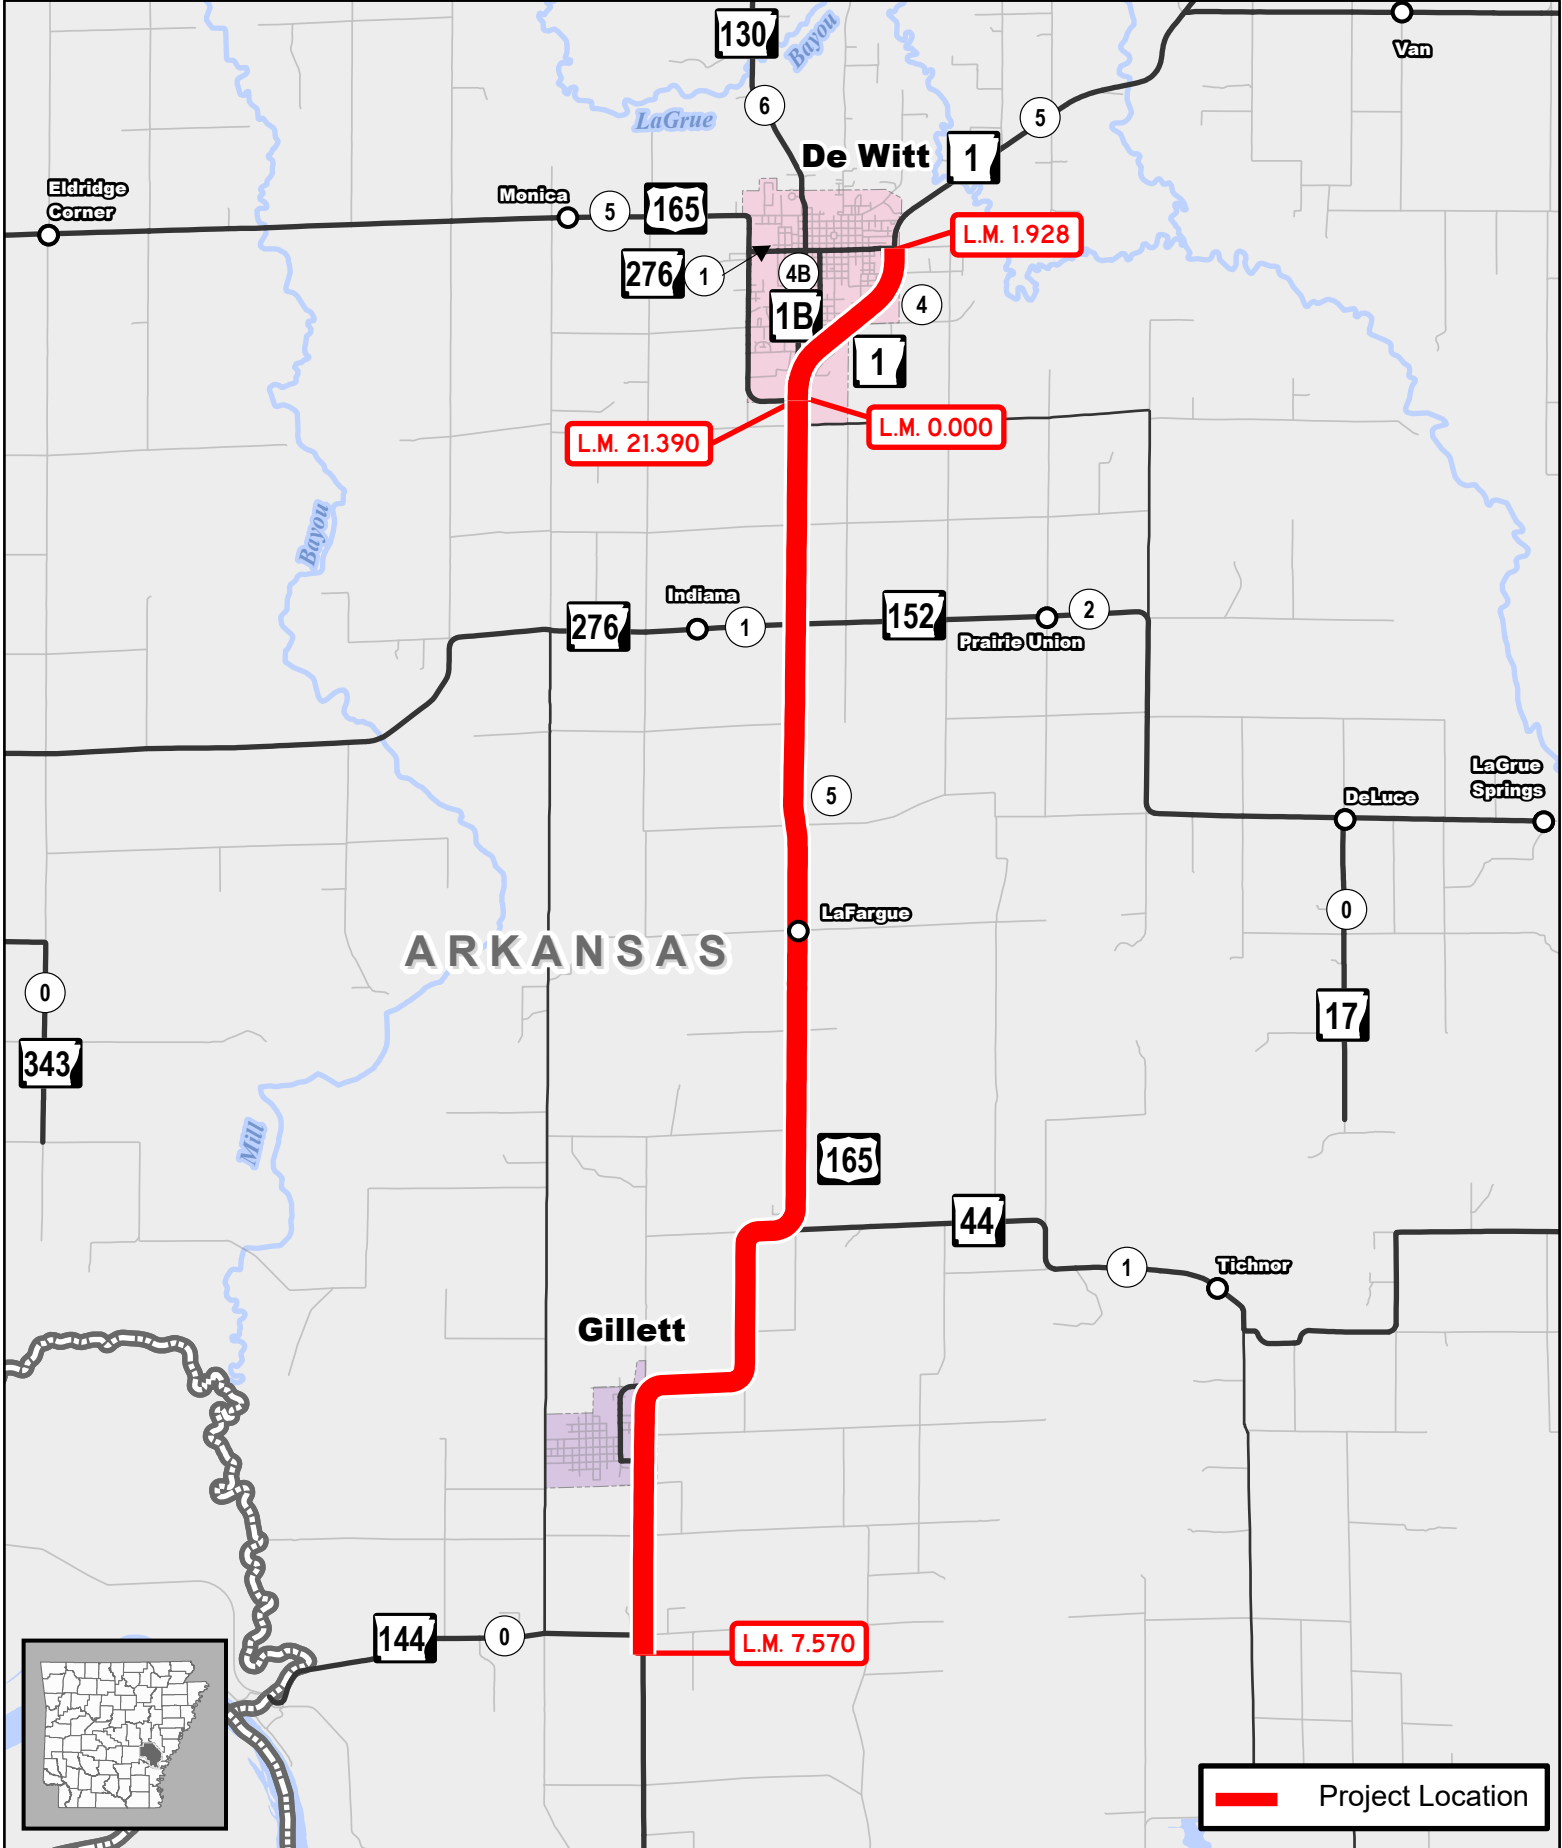 130
Bayou
Van
6
LaGrue
5
De Witt
1
Eldridge
Corner
Monica
5
165
L.M. 1.928
276
1
4B
4
1B
1
L.M. 21.390
L.M. 0.000
Bayou
276
Indiana
1
152
2
Prairie Union
5
LaGrue
Springs
DeLuce
LaFargue
0
ARKANSAS
0
17
343
Mill
165
44
1
Tichnor
Gillett
144
0
L.M. 7.570
Project Location